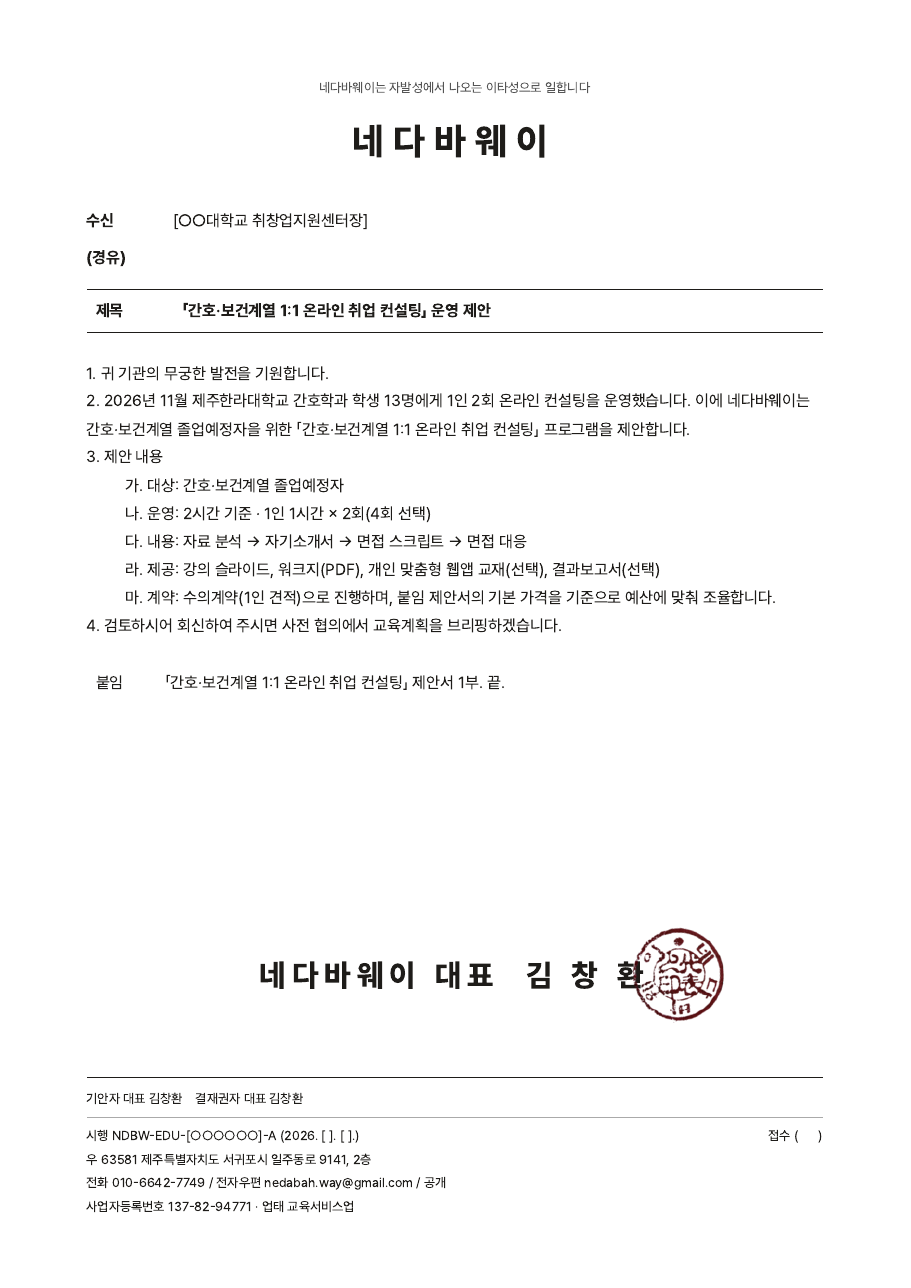 네다바웨이는 자발성에서 나오는 이타성으로 일합니다
네다바웨이
수신 [○○대학교 취창업지원센터장]
(경유)
제목 「간호·보건계열 1:1 온라인 취업 컨설팅」 운영 제안
1. 귀 기관의 무궁한 발전을 기원합니다.
2. 2026년 11월 제주한라대학교 간호학과 학생 13명에게 1인 2회 온라인 컨설팅을 운영했습니다. 이에 네다바웨이는
간호·보건계열 졸업예정자을 위한 「간호·보건계열 1:1 온라인 취업 컨설팅」 프로그램을 제안합니다.
3. 제안 내용
가. 대상: 간호·보건계열 졸업예정자
나. 운영: 2시간 기준 · 1인 1시간 × 2회(4회 선택)
다. 내용: 자료 분석 → 자기소개서 → 면접 스크립트 → 면접 대응
라. 제공: 강의 슬라이드, 워크지(PDF), 개인 맞춤형 웹앱 교재(선택), 결과보고서(선택)
마. 계약: 수의계약(1인 견적)으로 진행하며, 붙임 제안서의 기본 가격을 기준으로 예산에 맞춰 조율합니다.
4. 검토하시어 회신하여 주시면 사전 협의에서 교육계획을 브리핑하겠습니다.
붙임 「간호·보건계열 1:1 온라인 취업 컨설팅」 제안서 1부. 끝.
네다바웨이 대표 김 창 환
기안자 대표 김창환 결재권자 대표 김창환
시행 NDBW-EDU-[○○○○○○]-A (2026. [ ]. [ ].) 접수 ( )
우 63581 제주특별자치도 서귀포시 일주동로 9141, 2층
전화 010-6642-7749 / 전자우편 nedabah.way@gmail.com / 공개
사업자등록번호 137-82-94771 · 업태 교육서비스업